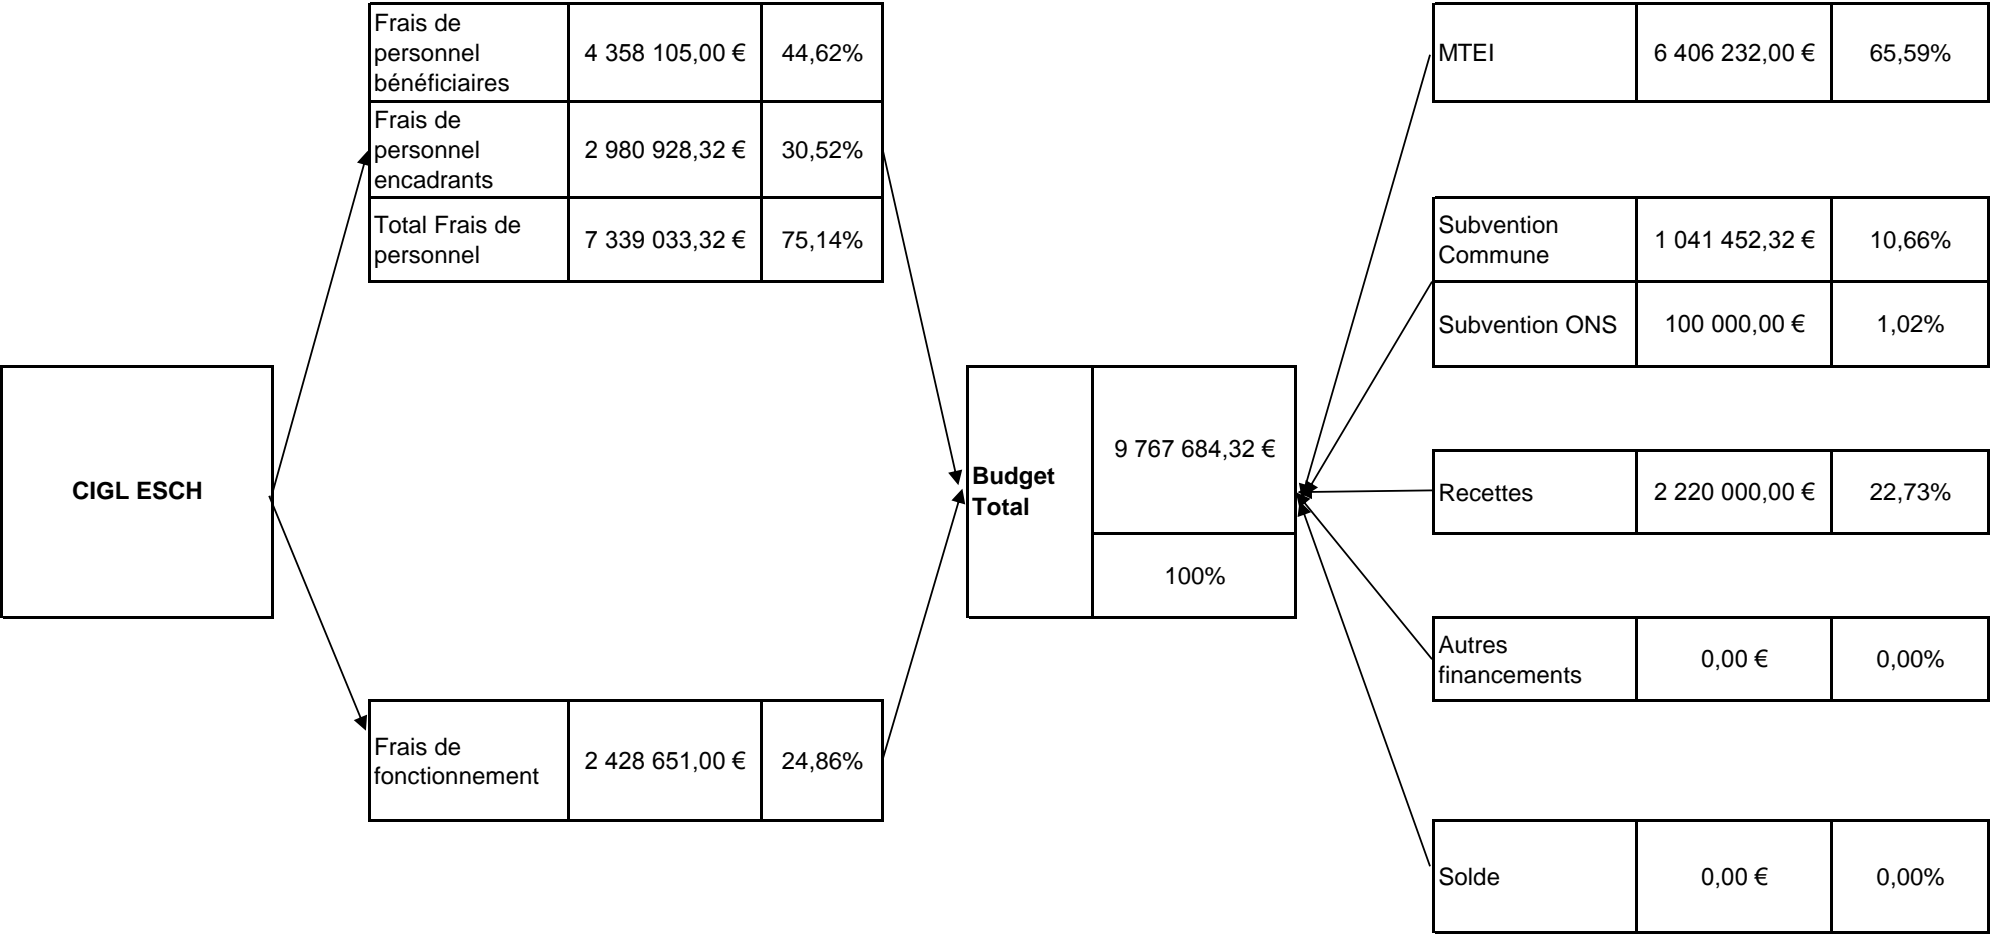 Frais de
personnel
bénéficiaires
4 358 105,00 €
44,62%
Frais de
personnel
encadrants
2 980 928,32 €
30,52%
Total Frais de
personnel
7 339 033,32 €
75,14%
CIGL ESCH
Frais de
fonctionnement
2 428 651,00 €
24,86%
Budget
Total
9 767 684,32 €
100%
MTEI
6 406 232,00 €
65,59%
Subvention
Commune
1 041 452,32 €
10,66%
Subvention ONS
100 000,00 €
1,02%
Recettes
2 220 000,00 €
22,73%
Autres
financements
0,00 €
0,00%
Solde
0,00 €
0,00%